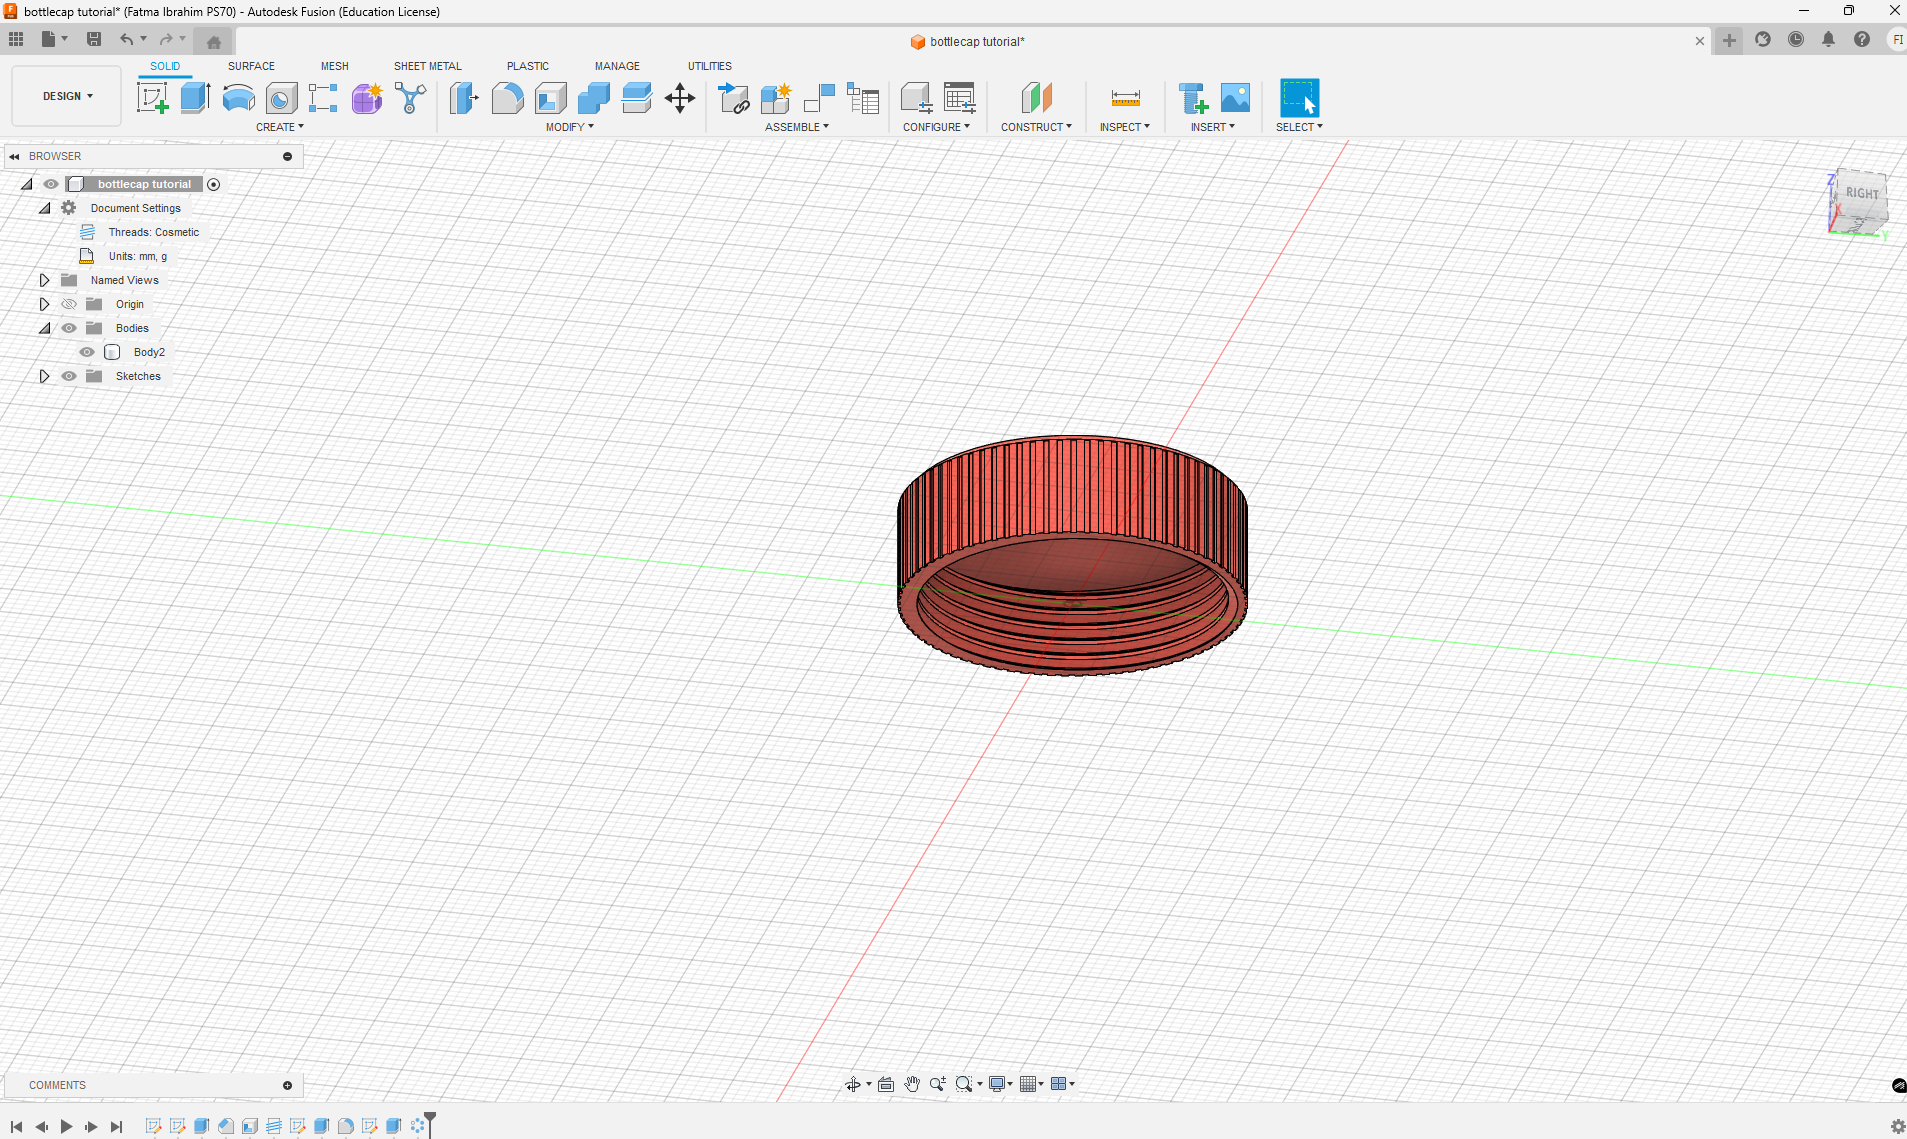 bottlecap tutorial* (Fatma Ibrahim PS70) - Autodesk Fusion (Education License)
bottlecap tutorial*
FI
DESIGN
SOLID
SURFACE
MESH
SHEET METAL
PLASTIC
MANAGE
UTILITIES
CREATE
MODIFY
ASSEMBLE
CONFIGURE
CONSTRUCT
INSPECT
INSERT
SELECT
BROWSER
bottlecap tutorial
Document Settings
Threads: Cosmetic
Units: mm, g
Named Views
Origin
Bodies
Body2
Sketches
Z
RIGHT
X
Y
COMMENTS